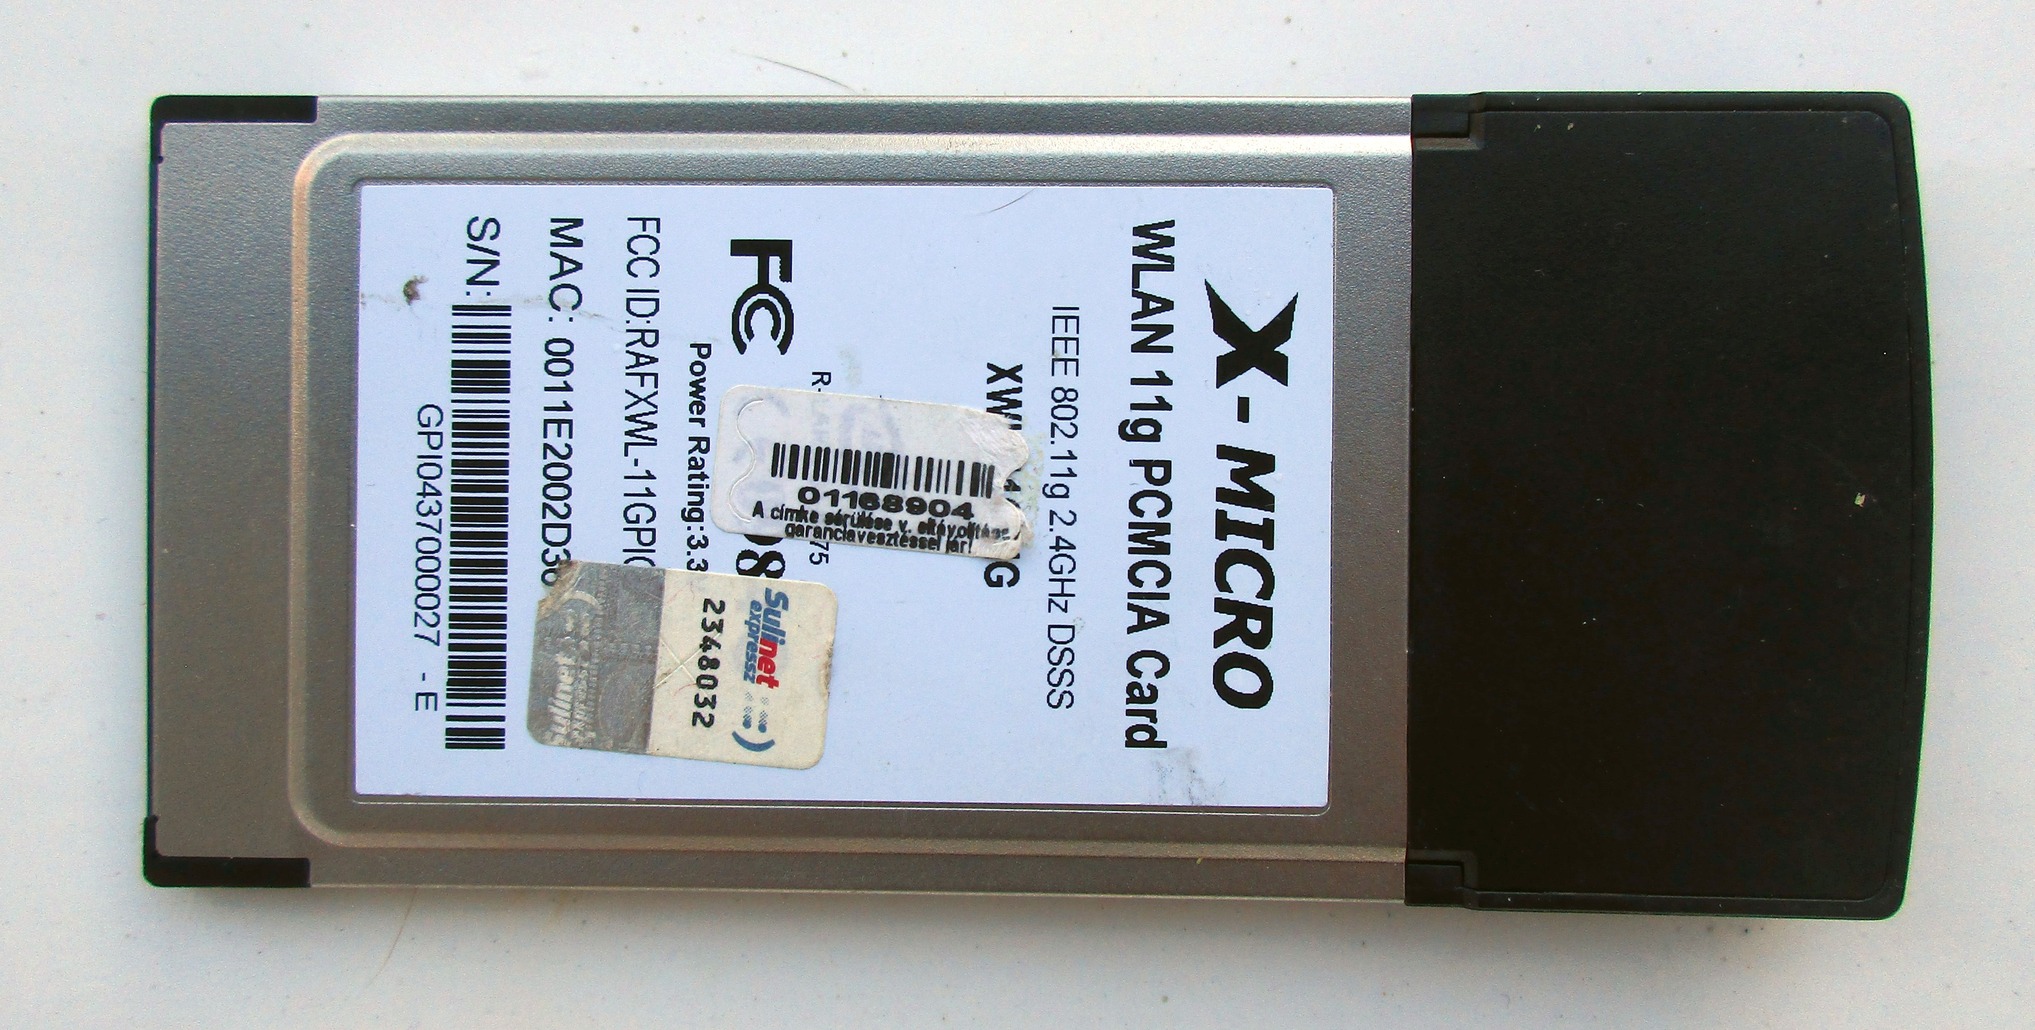 X-MICRO
WLAN 11g PCMCIA Card
IEEE 802.11g 2.4GHz DSSS
G
75
FC
Power Rating:3.3
FCC ID:RAFXWL-11GPI
MAC: 0011E2002D3
S/N:
GPI0437000027 - E
01168904
A címke sérülése v. eltávolítása
garanciavesztéssel jár!
Sulinet
expressz
2348032